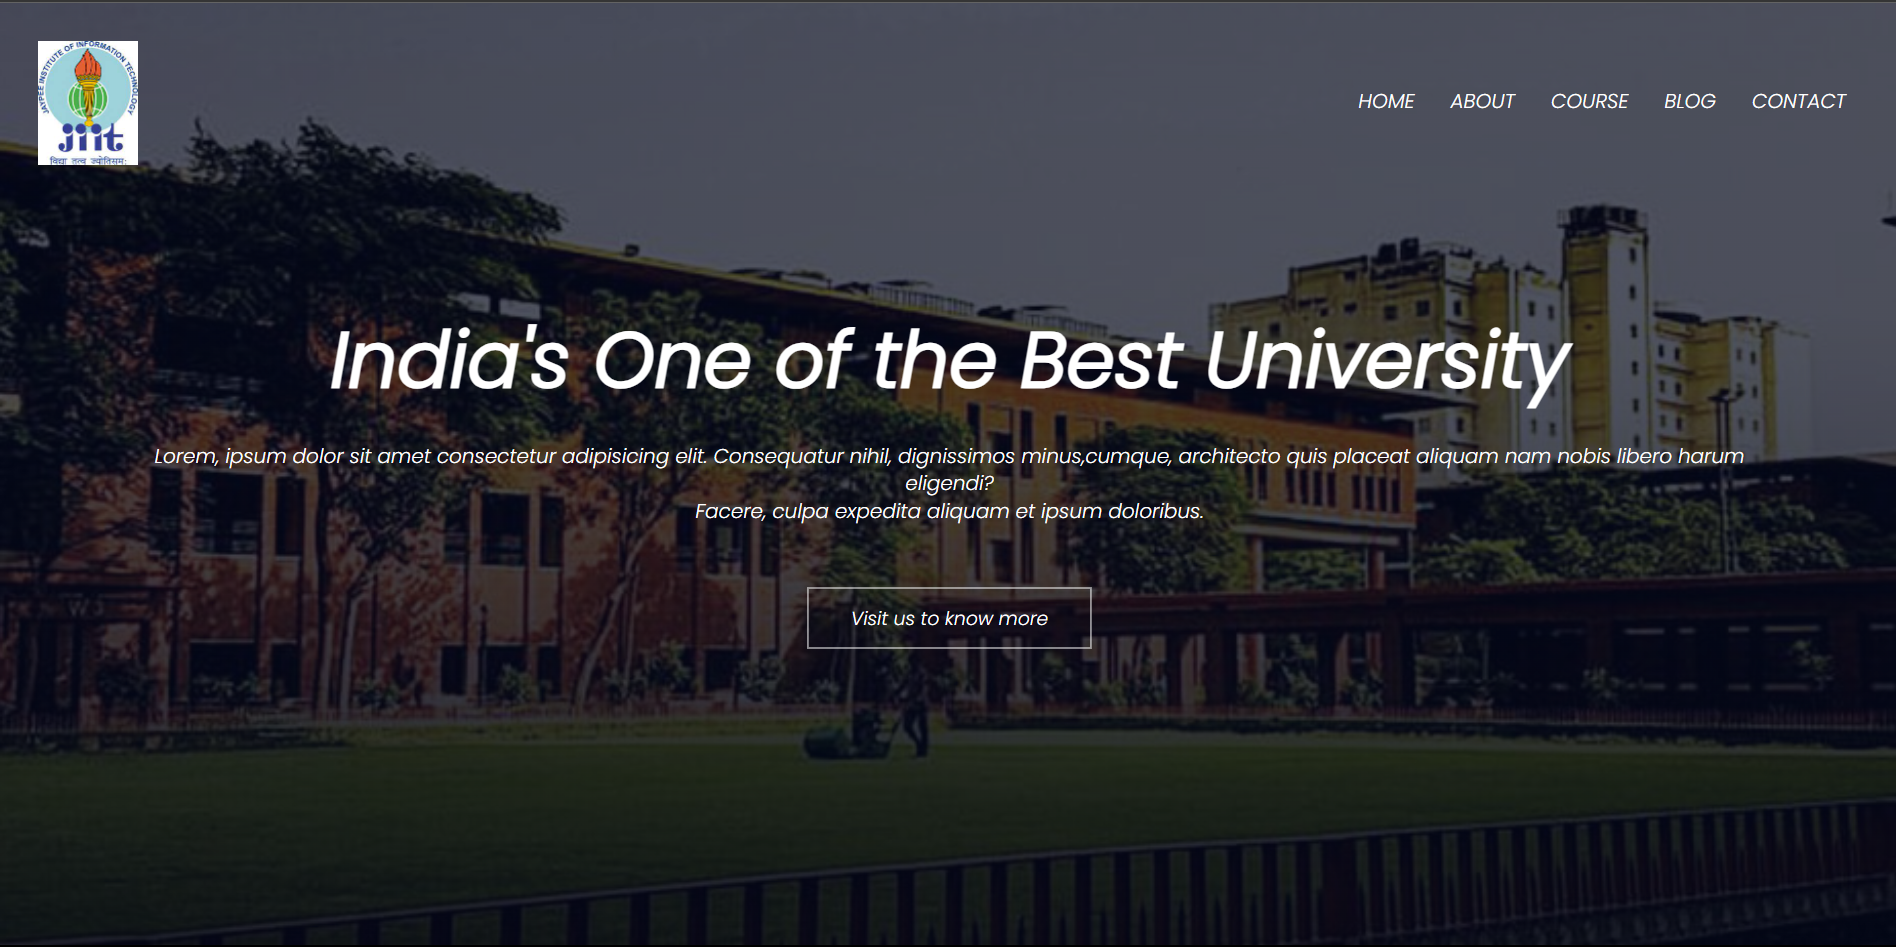 JAYPEE INSTITUTE OF INFORMATION TECHNOLOGY
jiit
विद्या तत्व ज्योतिसमः
HOME ABOUT COURSE BLOG CONTACT
India's One of the Best University
Lorem, ipsum dolor sit amet consectetur adipisicing elit. Consequatur nihil, dignissimos minus,cumque, architecto quis placeat aliquam nam nobis libero harum
eligendi?
Facere, culpa expedita aliquam et ipsum doloribus.
Visit us to know more